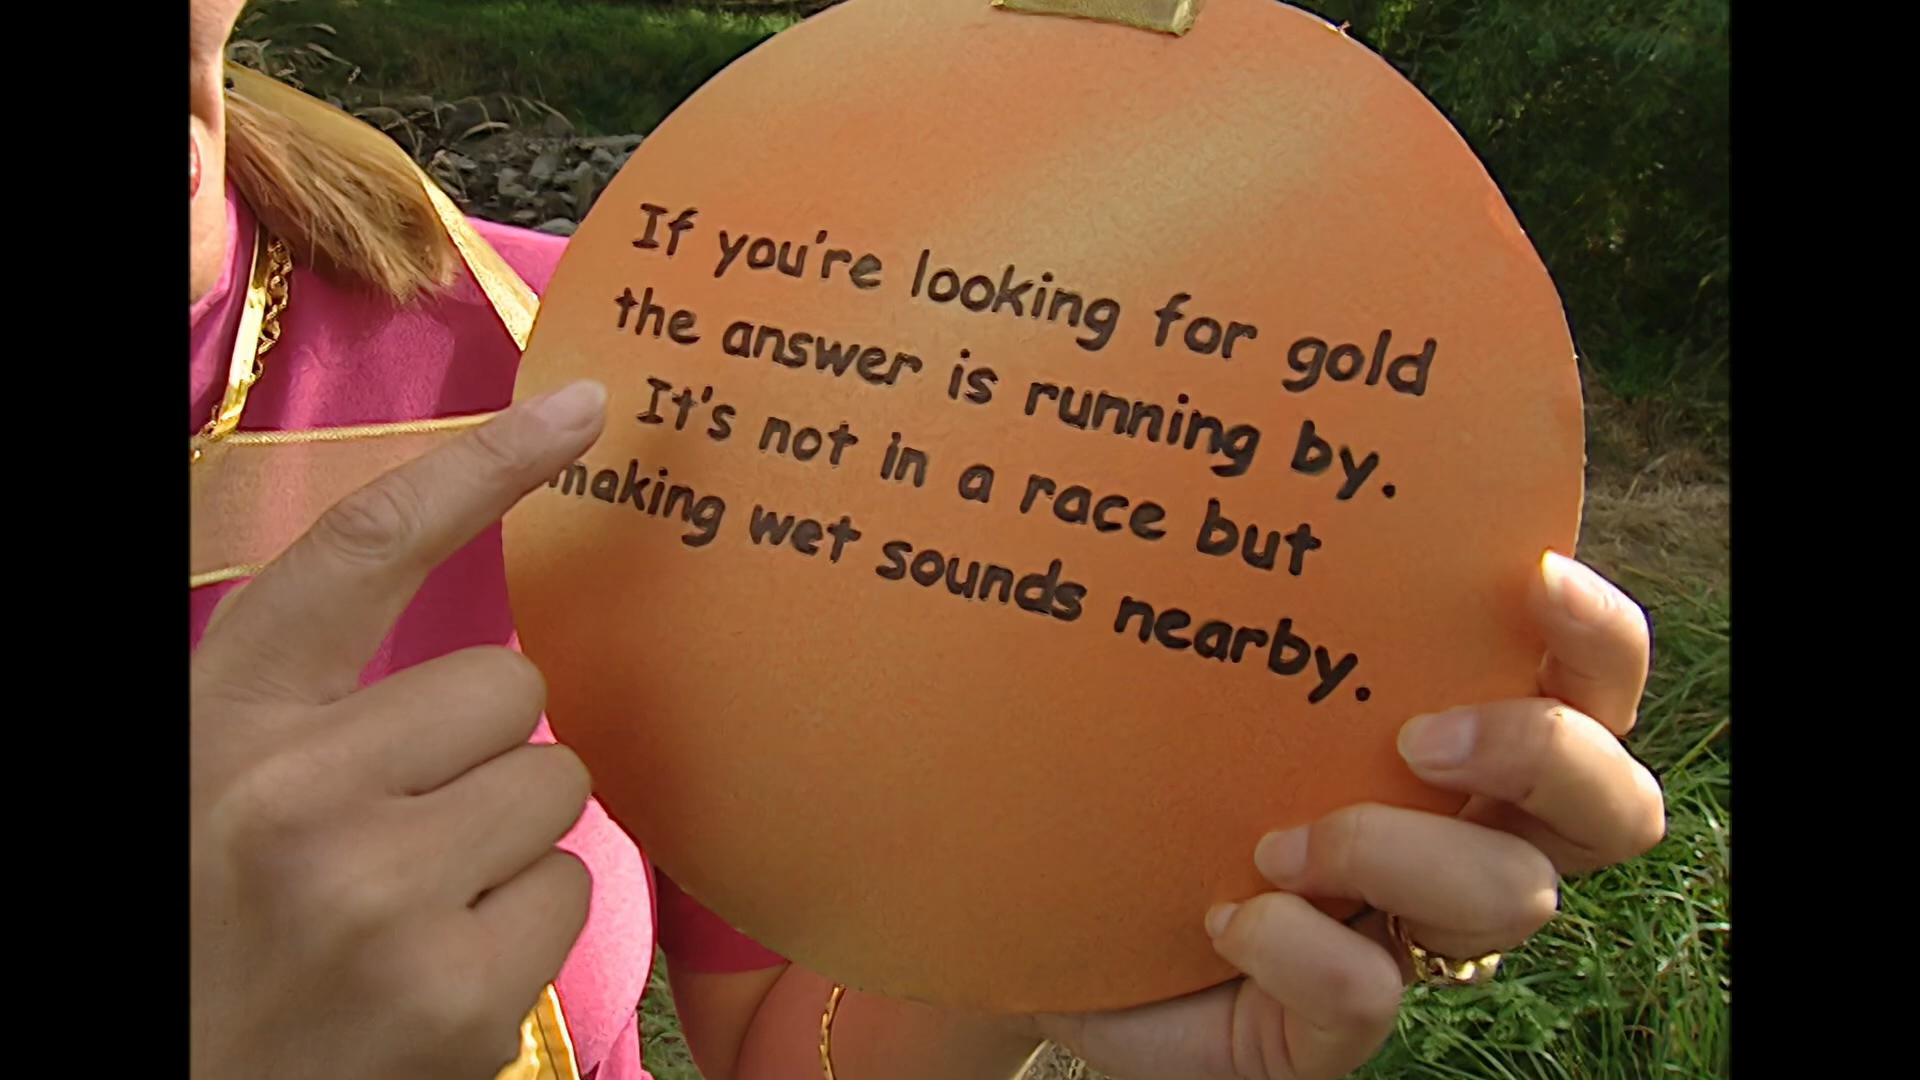 If you're looking for gold
the answer is running by.
It's not in a race but
making wet sounds nearby.